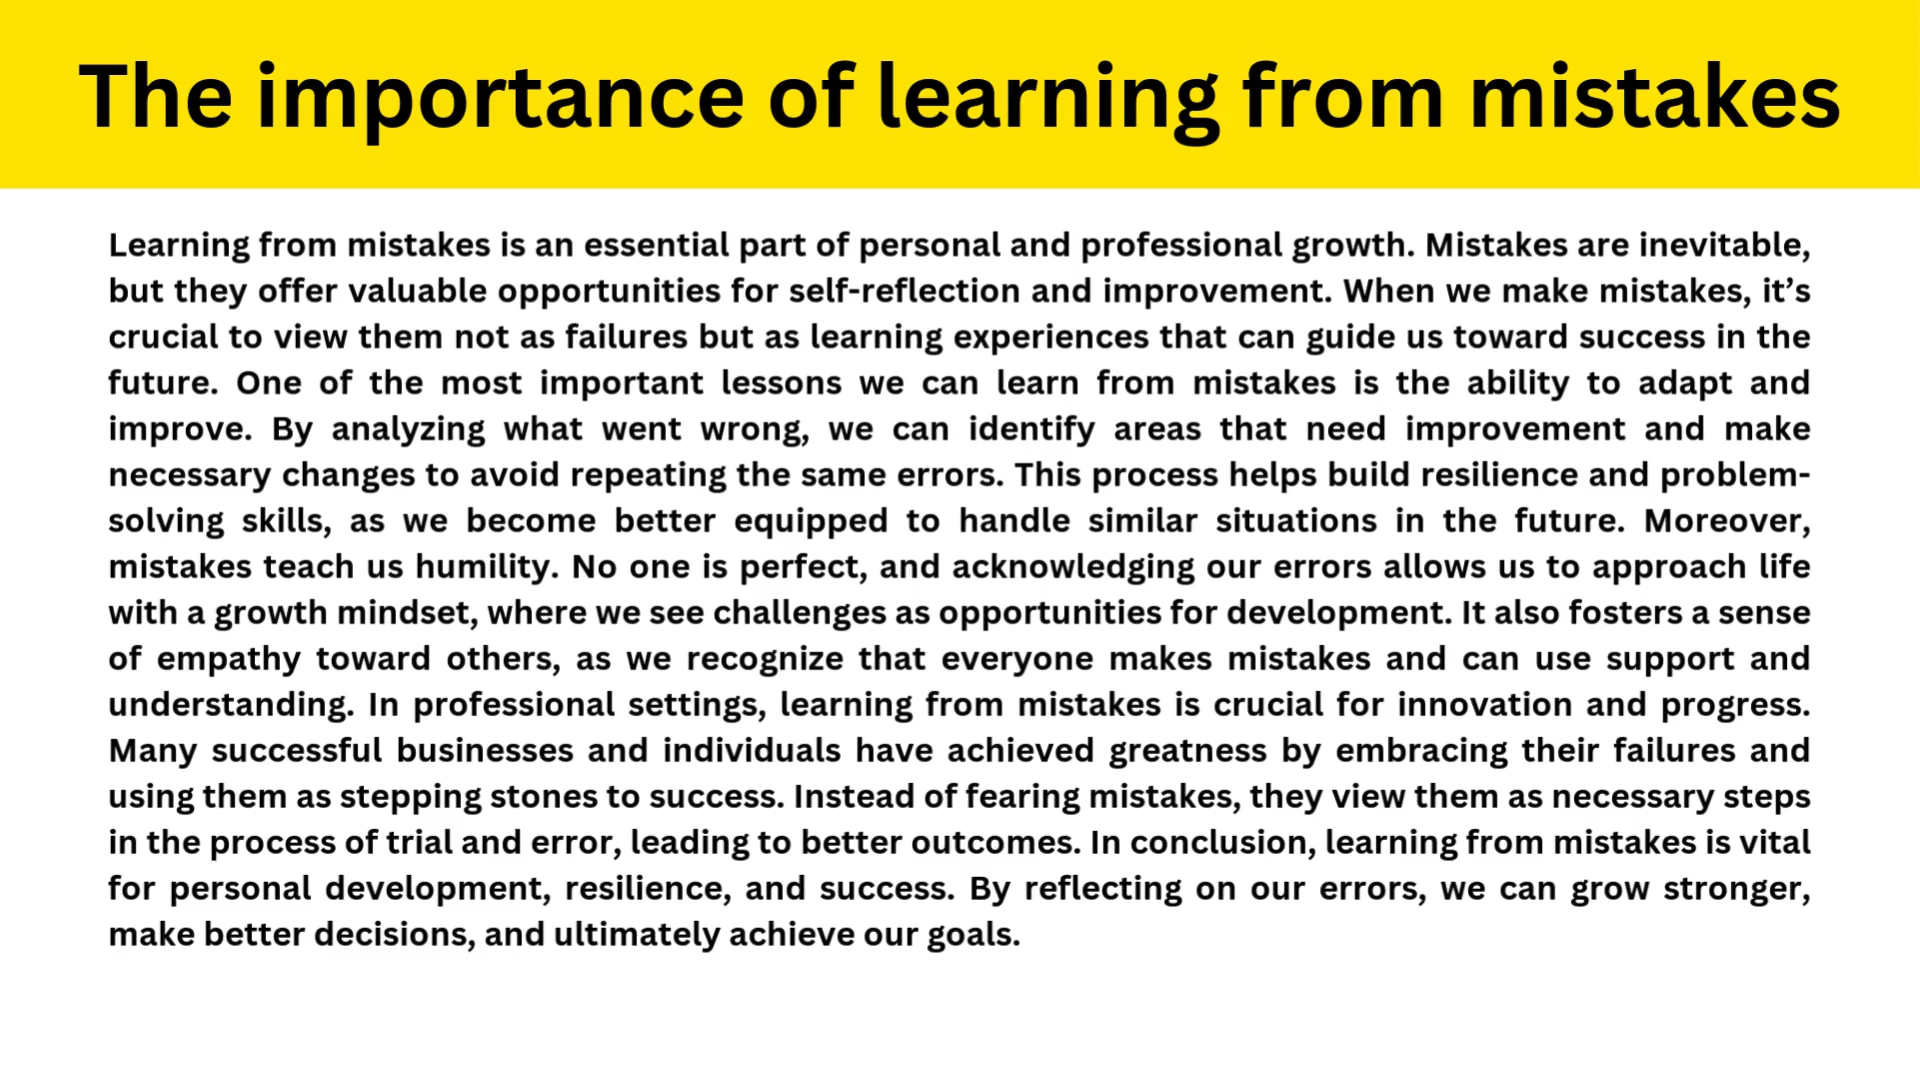 The importance of learning from mistakes
Learning from mistakes is an essential part of personal and professional growth. Mistakes are inevitable,
but they offer valuable opportunities for self-reflection and improvement. When we make mistakes, it’s
crucial to view them not as failures but as learning experiences that can guide us toward success in the
future. One of the most important lessons we can learn from mistakes is the ability to adapt and
improve. By analyzing what went wrong, we can identify areas that need improvement and make
necessary changes to avoid repeating the same errors. This process helps build resilience and problem-
solving skills, as we become better equipped to handle similar situations in the future. Moreover,
mistakes teach us humility. No one is perfect, and acknowledging our errors allows us to approach life
with a growth mindset, where we see challenges as opportunities for development. It also fosters a sense
of empathy toward others, as we recognize that everyone makes mistakes and can use support and
understanding. In professional settings, learning from mistakes is crucial for innovation and progress.
Many successful businesses and individuals have achieved greatness by embracing their failures and
using them as stepping stones to success. Instead of fearing mistakes, they view them as necessary steps
in the process of trial and error, leading to better outcomes. In conclusion, learning from mistakes is vital
for personal development, resilience, and success. By reflecting on our errors, we can grow stronger,
make better decisions, and ultimately achieve our goals.